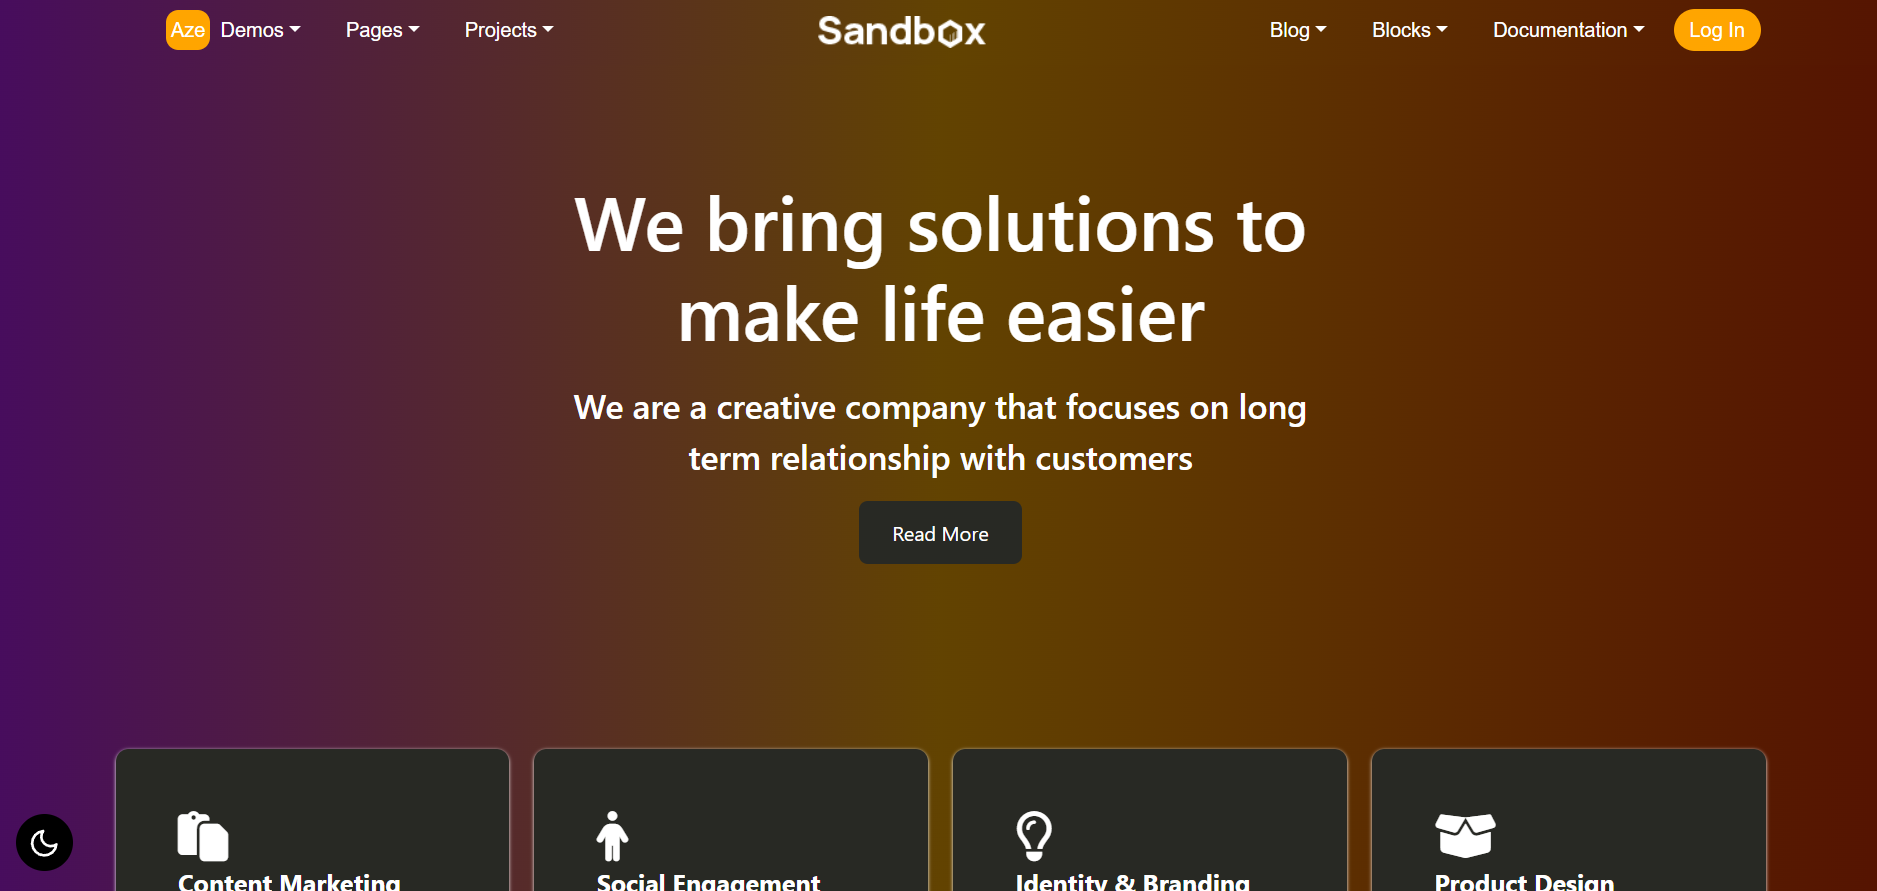 Aze Demos Pages Projects Sandbox Blog Blocks Documentation Log In
We bring solutions to
make life easier
We are a creative company that focuses on long
term relationship with customers
Read More
Content Marketing Social Engagement Identity & Branding Product Design